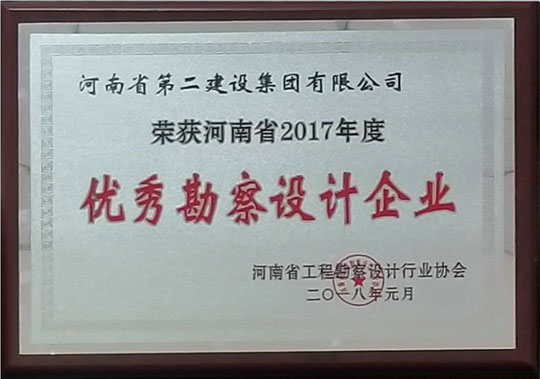 河南省第二建设集团有限公司
荣获河南省2017年度
优秀勘察设计企业
河南省工程勘察设计行业协会
二〇一八年元月